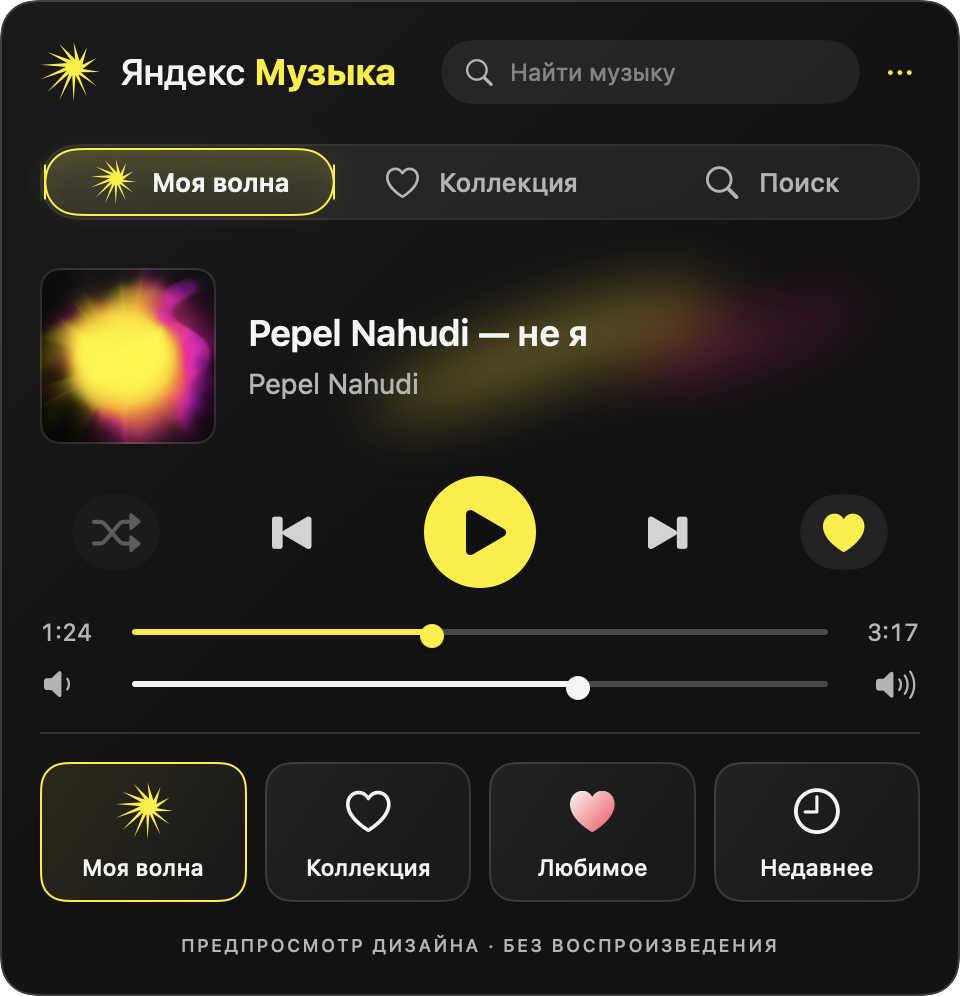 Яндекс Музыка
Найти музыку
Моя волна
Коллекция
Поиск
Pepel Nahudi — не я
Pepel Nahudi
1:24
3:17
Моя волна
Коллекция
Любимое
Недавнее
ПРЕДПРОСМОТР ДИЗАЙНА · БЕЗ ВОСПРОИЗВЕДЕНИЯ